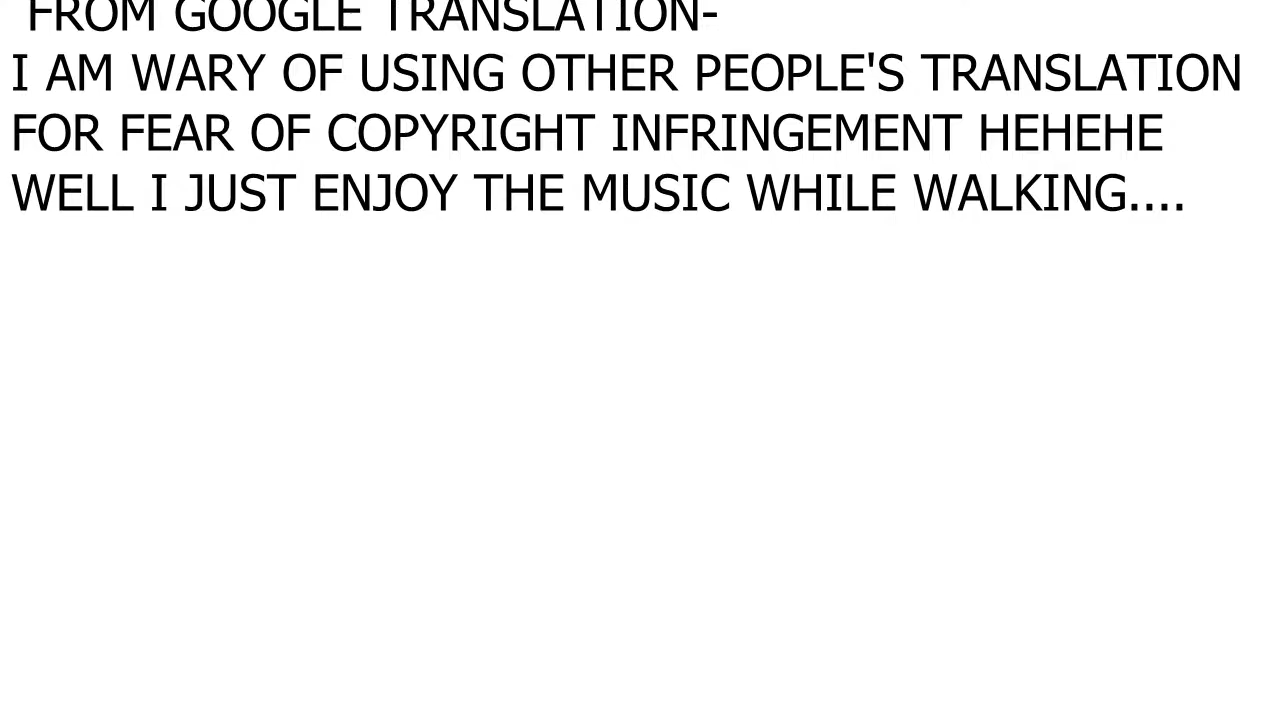 FROM GOOGLE TRANSLATION-
I AM WARY OF USING OTHER PEOPLE'S TRANSLATION
FOR FEAR OF COPYRIGHT INFRINGEMENT HEHEHE
WELL I JUST ENJOY THE MUSIC WHILE WALKING....